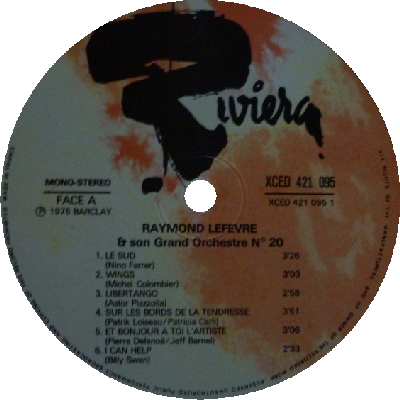 Riviera
MONO-STEREO
FACE A
℗ 1975 BARCLAY
XCED 421 095
XCED 421 095 1
RAYMOND LEFEVRE
& son Grand Orchestre N° 20
1. LE SUD 3'26
(Nino Ferrer)
2. WINGS 3'03
(Michel Colombier)
3. LIBERTANGO 2'58
(Astor Piazzolla)
4. SUR LES BORDS DE LA TENDRESSE 3'51
(Patrik Loiseau/Patricia Carli)
5. ET BONJOUR A TOI L'ARTISTE 3'06
(Pierre Delanoë/Jeff Barnel)
6. I CAN HELP 2'33
(Billy Swan)